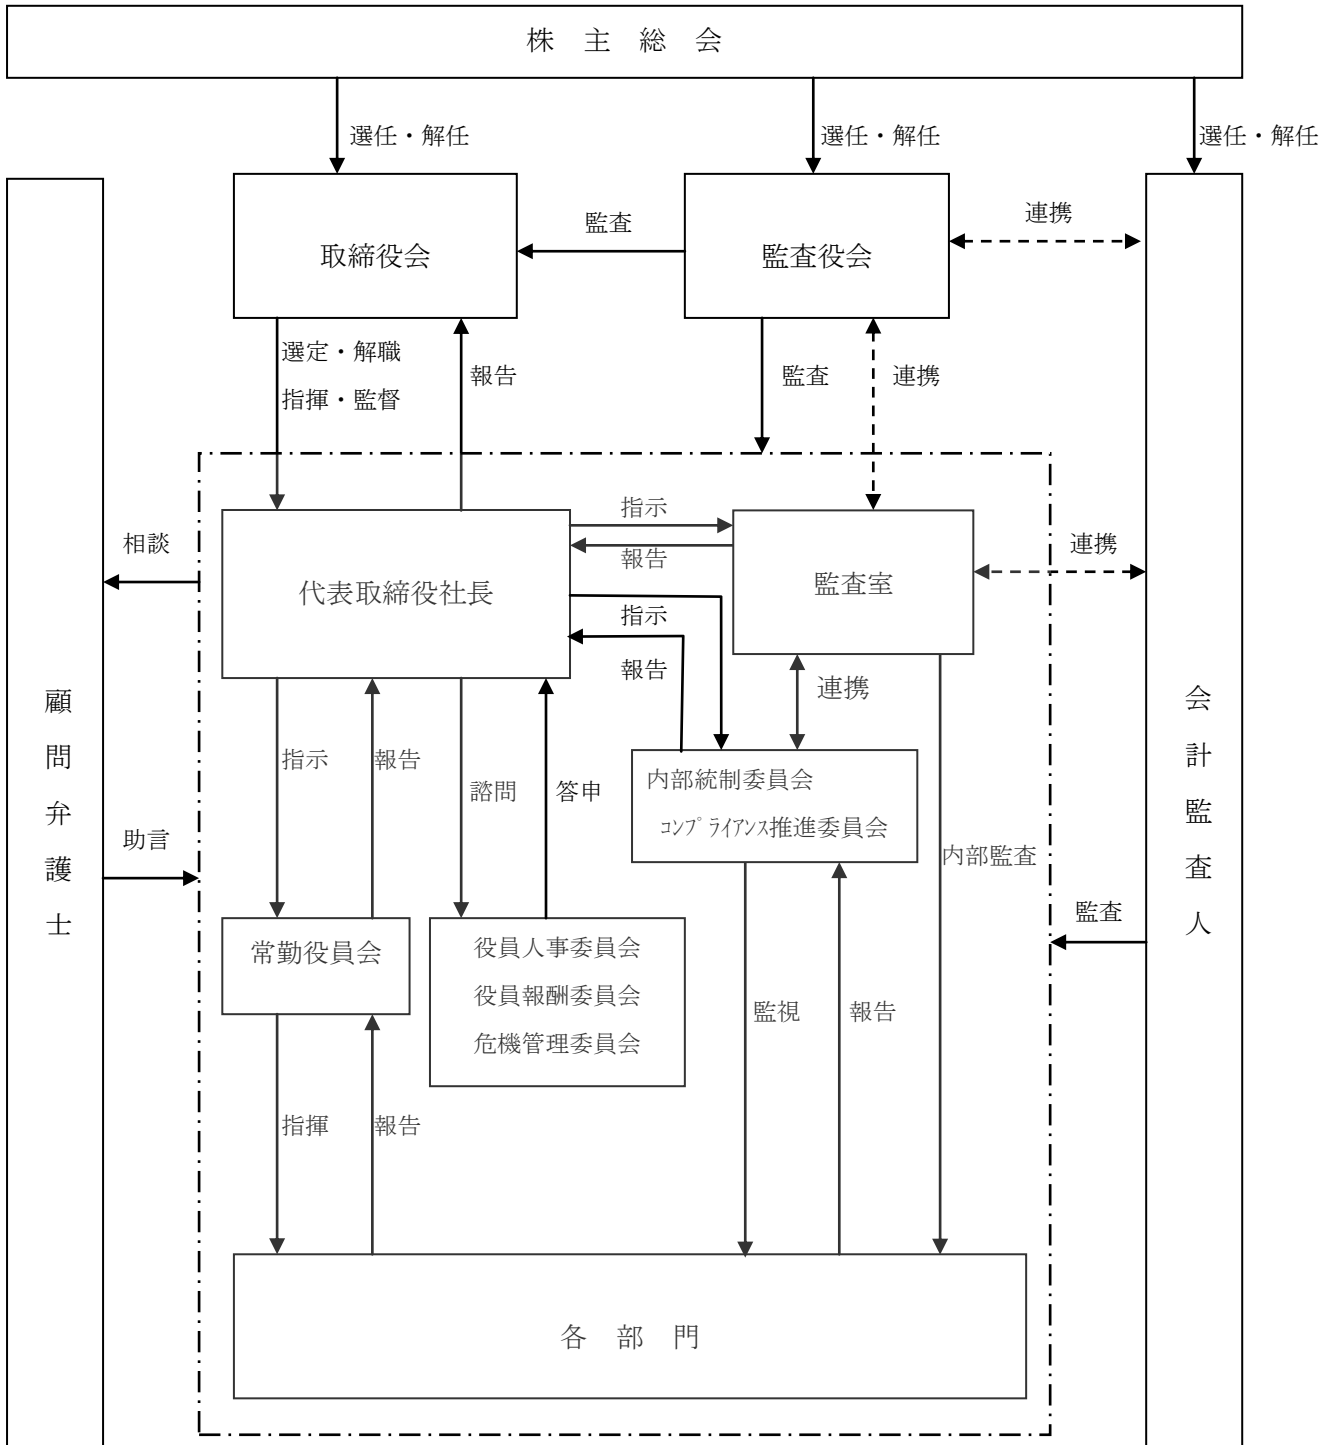 株 主 総 会
選任・解任
選任・解任
選任・解任
取締役会
監査
監査役会
連携
選定・解職
指揮・監督
報告
監査
連携
相談
代表取締役社長
指示
報告
監査室
連携
指示
報告
連携
顧問弁護士
会計監査人
指示
報告
諮問
答申
内部統制委員会
コンプライアンス推進委員会
助言
内部監査
監査
常勤役員会
役員人事委員会
役員報酬委員会
危機管理委員会
監視
報告
指揮
報告
各 部 門